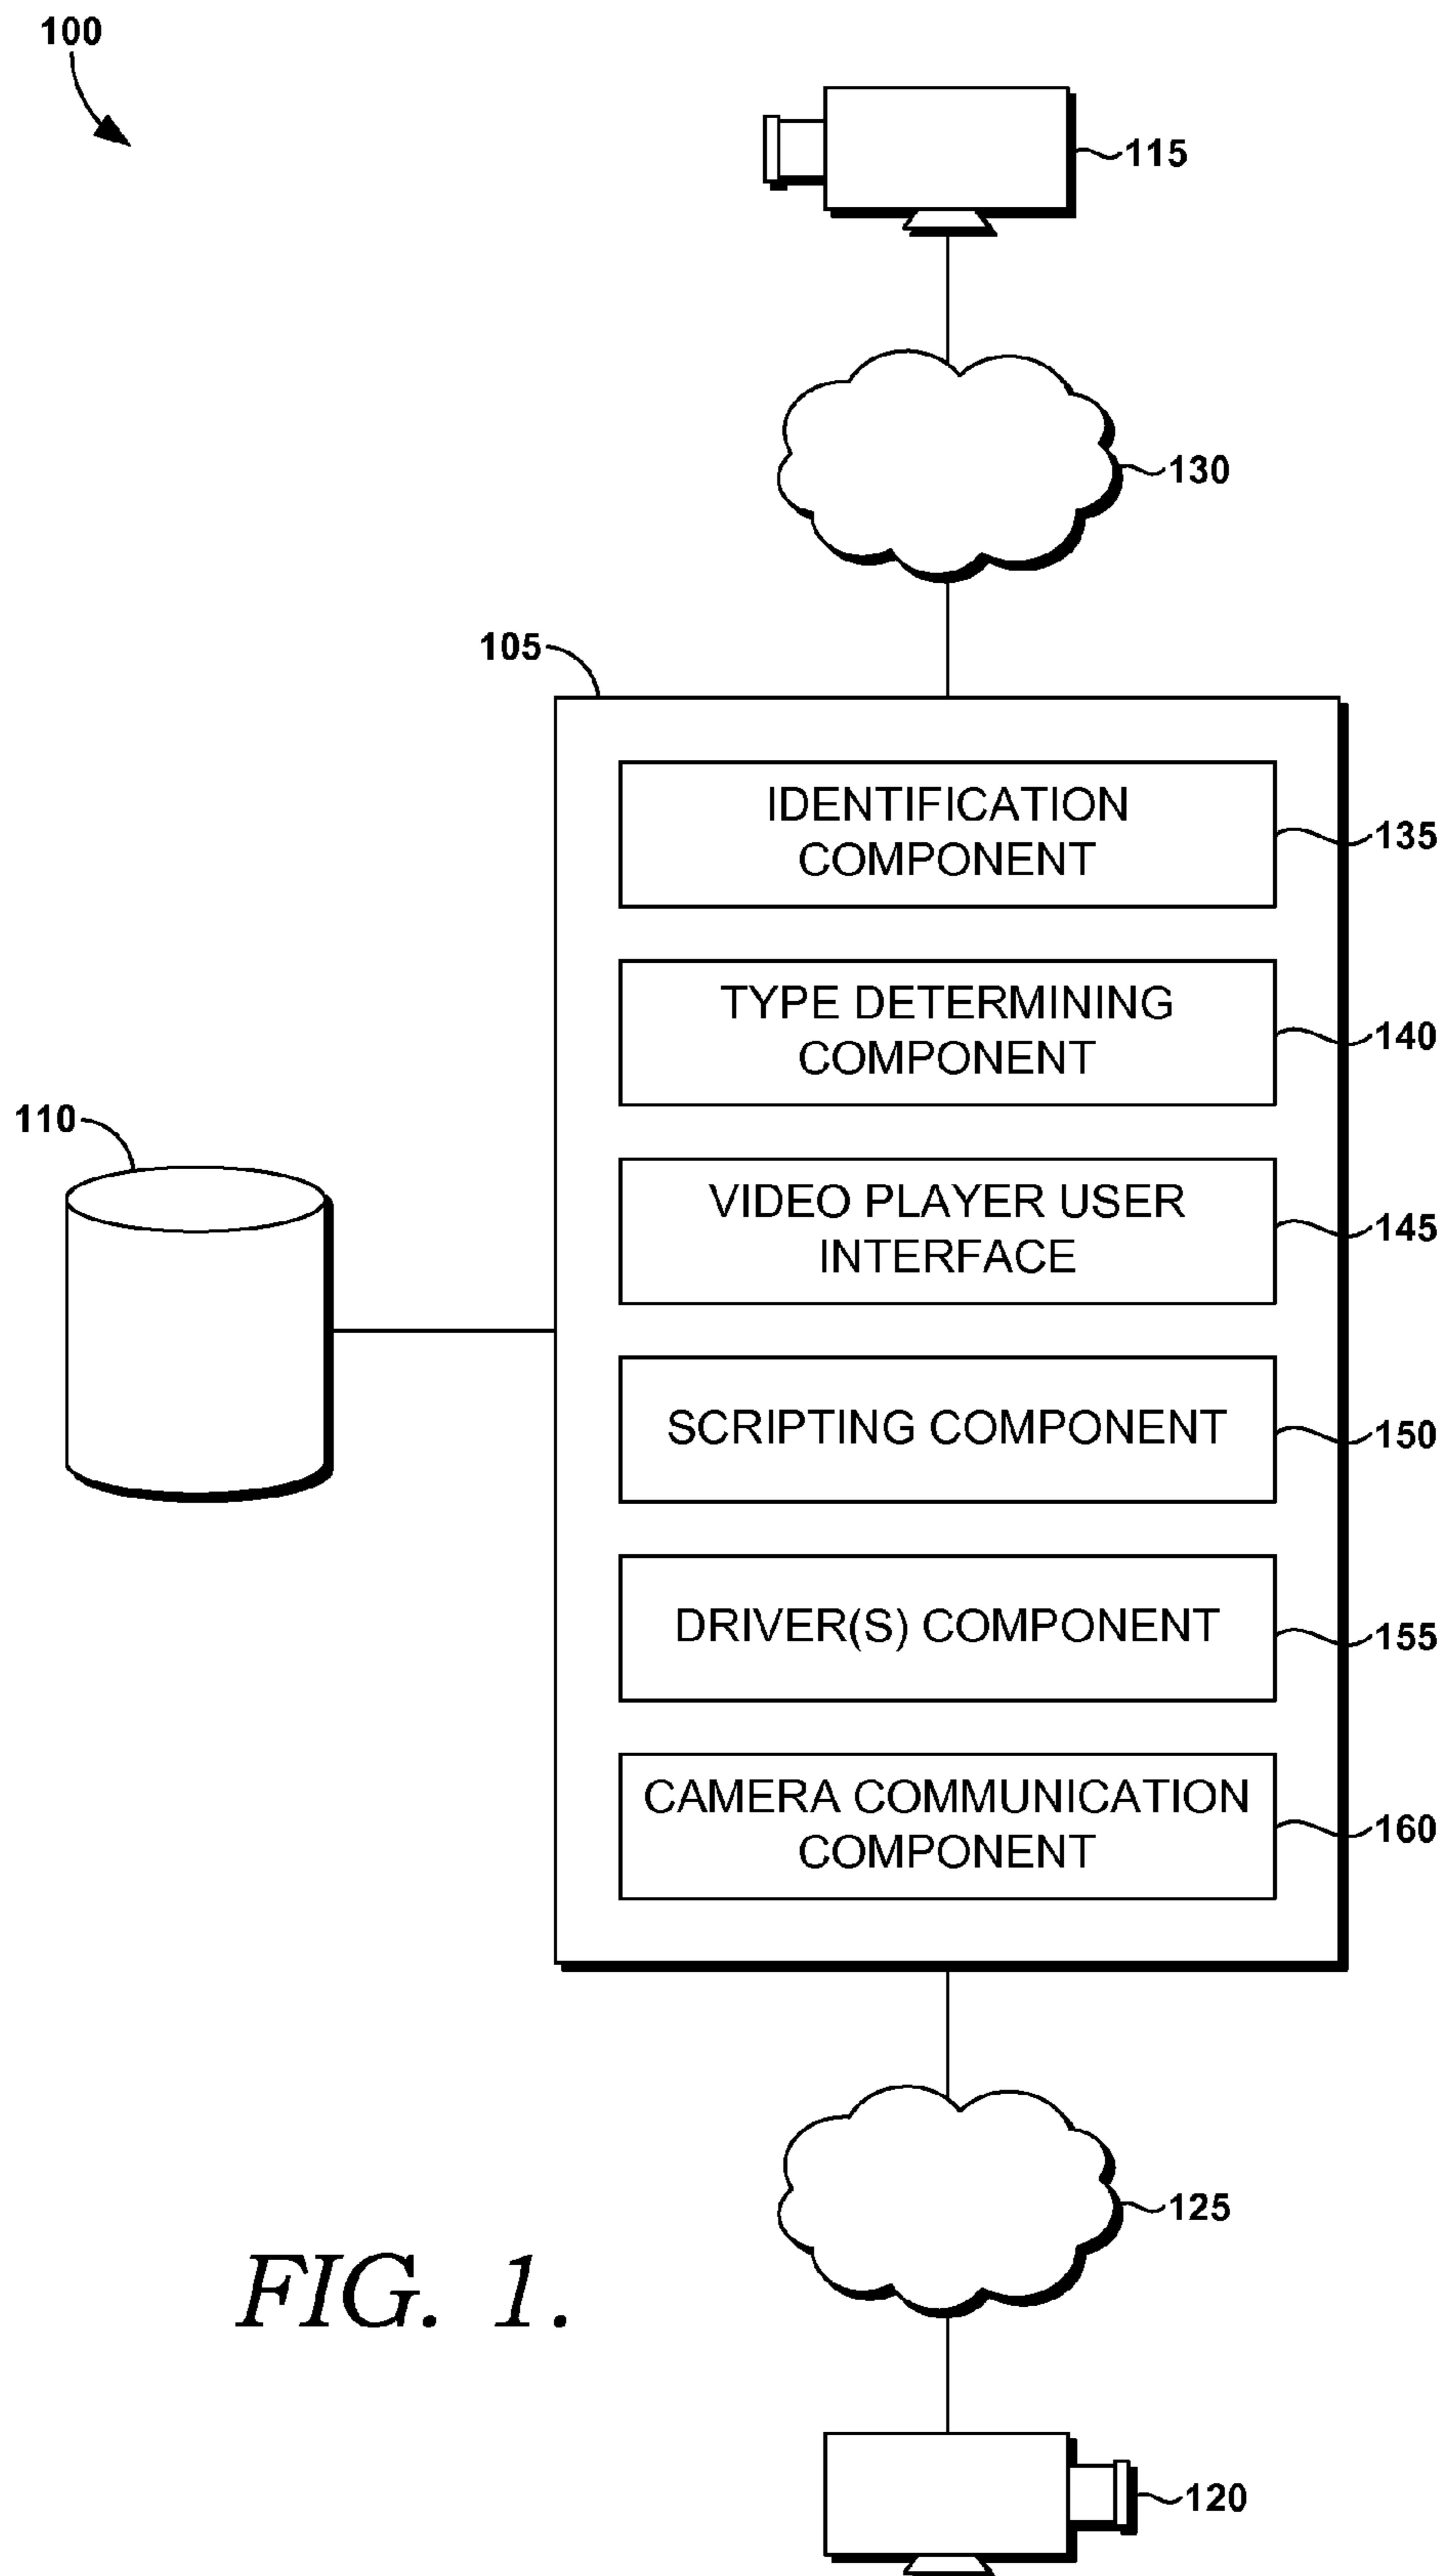 100
115
130
105
IDENTIFICATION
COMPONENT
135
TYPE DETERMINING
COMPONENT
140
110
VIDEO PLAYER USER
INTERFACE
145
SCRIPTING COMPONENT
150
DRIVER(S) COMPONENT
155
CAMERA COMMUNICATION
COMPONENT
160
125
FIG. 1.
120